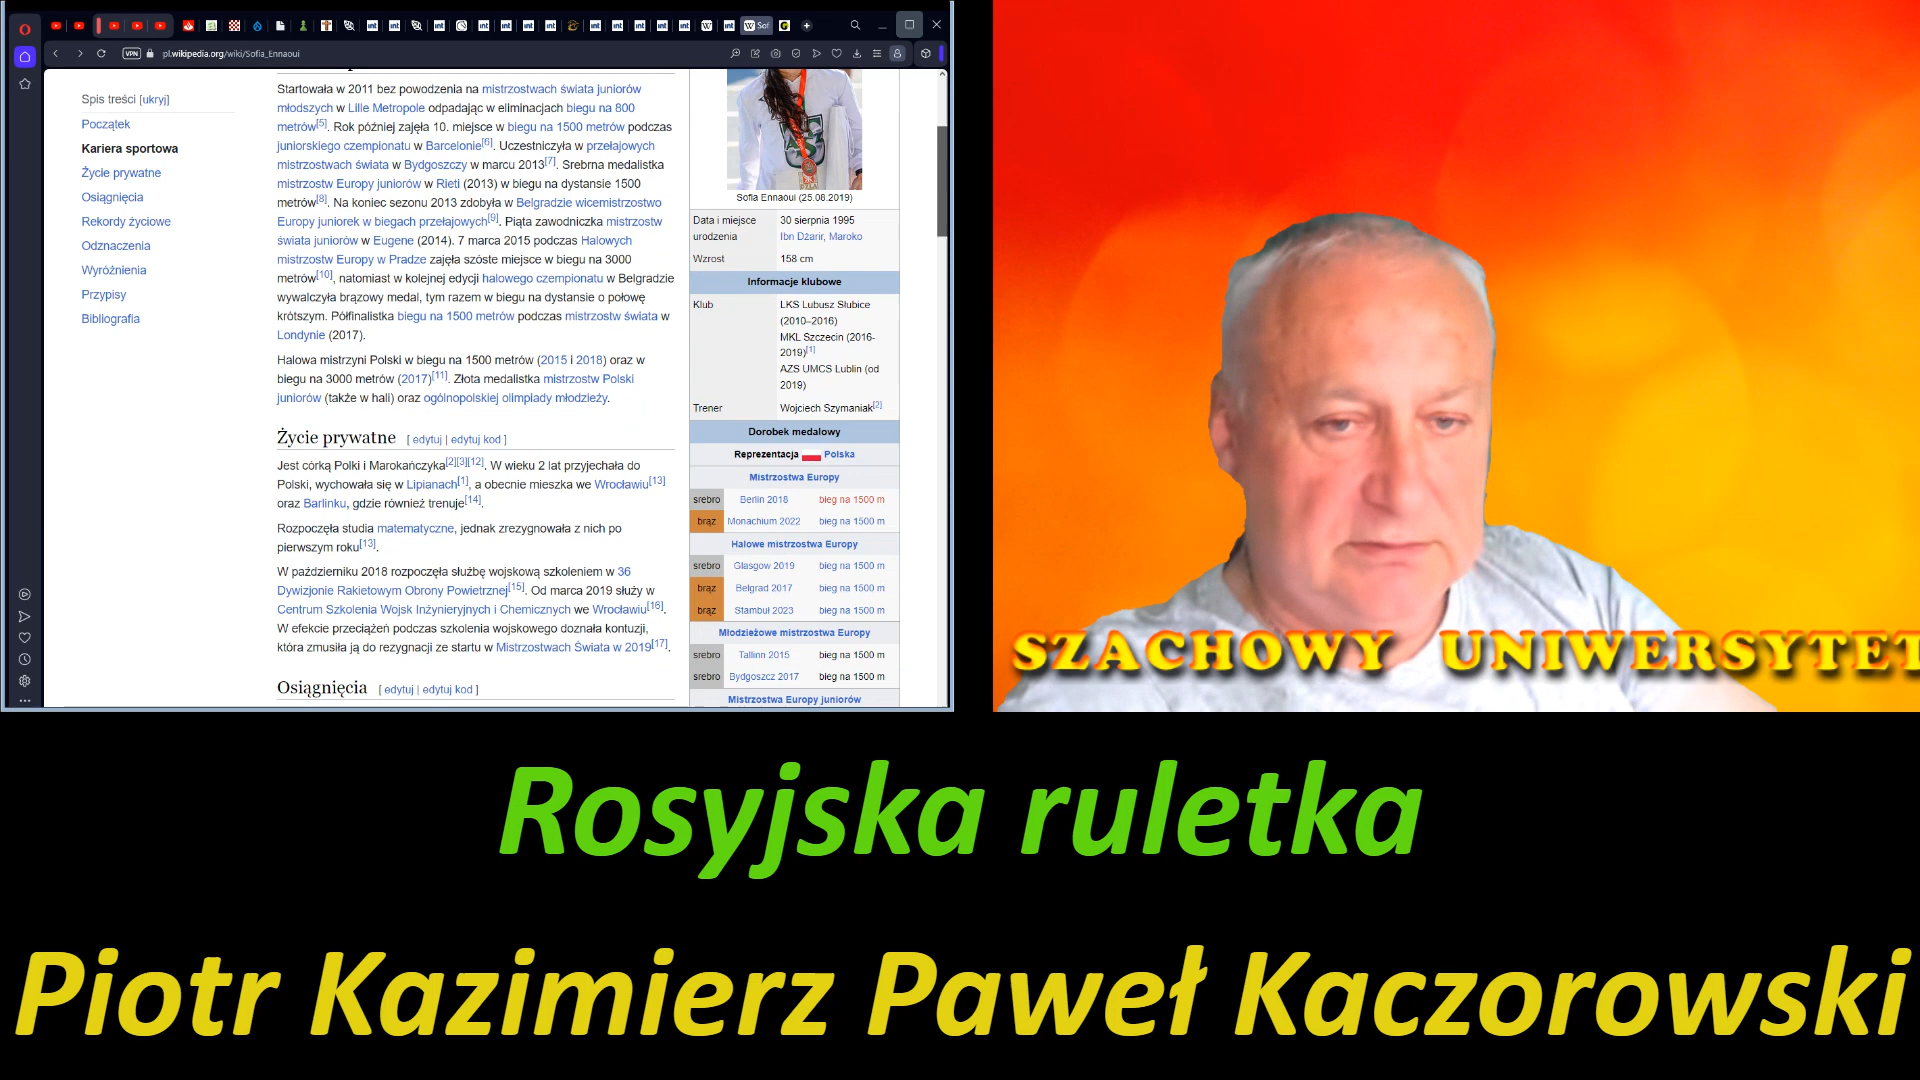 Sof
VPN
pl.wikipedia.org/wiki/Sofia_Ennaoui
Spis treści [ukryj]
Początek
Kariera sportowa
Życie prywatne
Osiągnięcia
Rekordy życiowe
Odznaczenia
Wyróżnienia
Przypisy
Bibliografia
Startowała w 2011 bez powodzenia na mistrzostwach świata juniorów
młodszych w Lille Metropole odpadając w eliminacjach biegu na 800
metrów[5]. Rok później zajęła 10. miejsce w biegu na 1500 metrów podczas
juniorskiego czempionatu w Barcelonie[6]. Uczestniczyła w przełajowych
mistrzostwach świata w Bydgoszczy w marcu 2013[7]. Srebrna medalistka
mistrzostw Europy juniorów w Rieti (2013) w biegu na dystansie 1500
metrów[8]. Na koniec sezonu 2013 zdobyła w Belgradzie wicemistrzostwo
Europy juniorek w biegach przełajowych[9]. Piąta zawodniczka mistrzostw
świata juniorów w Eugene (2014). 7 marca 2015 podczas Halowych
mistrzostw Europy w Pradze zajęła szóste miejsce w biegu na 3000
metrów[10], natomiast w kolejnej edycji halowego czempionatu w Belgradzie
wywalczyła brązowy medal, tym razem w biegu na dystansie o połowę
krótszym. Półfinalistka biegu na 1500 metrów podczas mistrzostw świata w
Londynie (2017).
Halowa mistrzyni Polski w biegu na 1500 metrów (2015 i 2018) oraz w
biegu na 3000 metrów (2017)[11]. Złota medalistka mistrzostw Polski
juniorów (także w hali) oraz ogólnopolskiej olimpiady młodzieży.
Życie prywatne [ edytuj | edytuj kod ]
Jest córką Polki i Marokańczyka[2][3][12]. W wieku 2 lat przyjechała do
Polski, wychowała się w Lipianach[1], a obecnie mieszka we Wrocławiu[13]
oraz Barlinku, gdzie również trenuje[14].
Rozpoczęła studia matematyczne, jednak zrezygnowała z nich po
pierwszym roku[13].
W październiku 2018 rozpoczęła służbę wojskową szkoleniem w 36
Dywizjonie Rakietowym Obrony Powietrznej[15]. Od marca 2019 służy w
Centrum Szkolenia Wojsk Inżynieryjnych i Chemicznych we Wrocławiu[16].
W efekcie przeciążeń podczas szkolenia wojskowego doznała kontuzji,
która zmusiła ją do rezygnacji ze startu w Mistrzostwach Świata w 2019[17].
Osiągnięcia [ edytuj | edytuj kod ]
Sofia Ennaoui (25.08.2019)
Data i miejsce urodzenia 30 sierpnia 1995
Ibn Dżarir, Maroko
Wzrost 158 cm
Informacje klubowe
Klub LKS Lubusz Słubice
(2010–2016)
MKL Szczecin (2016-
2019)[1]
AZS UMCS Lublin (od
2019)
Trener Wojciech Szymaniak[2]
Dorobek medalowy
Reprezentacja Polska
Mistrzostwa Europy
srebro Berlin 2018 bieg na 1500 m
brąz Monachium 2022 bieg na 1500 m
Halowe mistrzostwa Europy
srebro Glasgow 2019 bieg na 1500 m
brąz Belgrad 2017 bieg na 1500 m
brąz Stambuł 2023 bieg na 1500 m
Młodzieżowe mistrzostwa Europy
srebro Tallinn 2015 bieg na 1500 m
srebro Bydgoszcz 2017 bieg na 1500 m
Mistrzostwa Europy juniorów
SZACHOWY UNIWERSYTET
Rosyjska ruletka
Piotr Kazimierz Paweł Kaczorowski